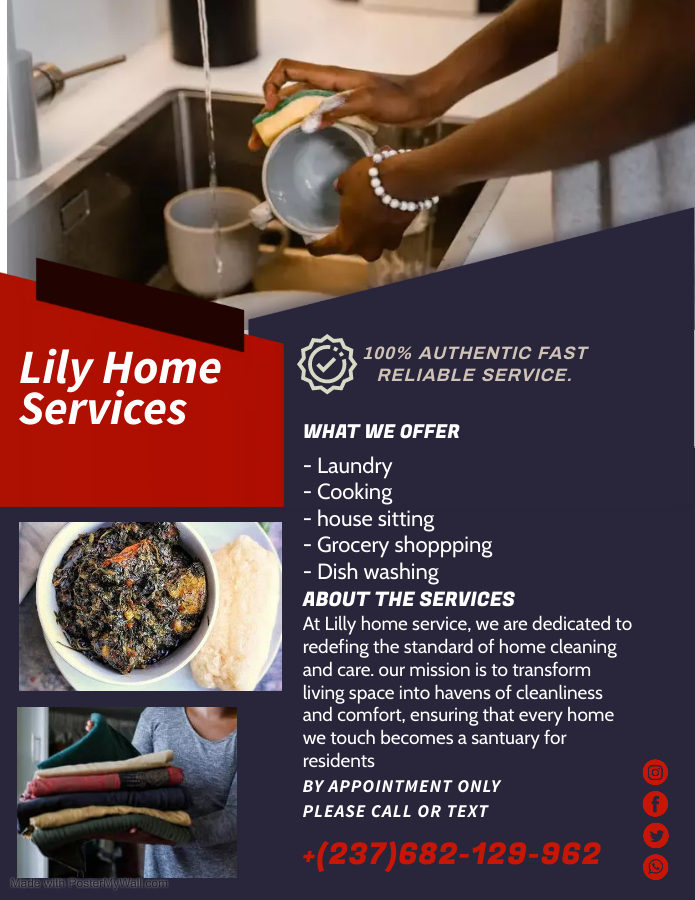 Lily Home
Services
100% AUTHENTIC FAST
RELIABLE SERVICE.
WHAT WE OFFER
- Laundry
- Cooking
- house sitting
- Grocery shoppping
- Dish washing
ABOUT THE SERVICES
At Lilly home service, we are dedicated to
redefing the standard of home cleaning
and care. our mission is to transform
living space into havens of cleanliness
and comfort, ensuring that every home
we touch becomes a santuary for
residents
BY APPOINTMENT ONLY
PLEASE CALL OR TEXT
+(237)682-129-962
Made with PosterMyWall.com